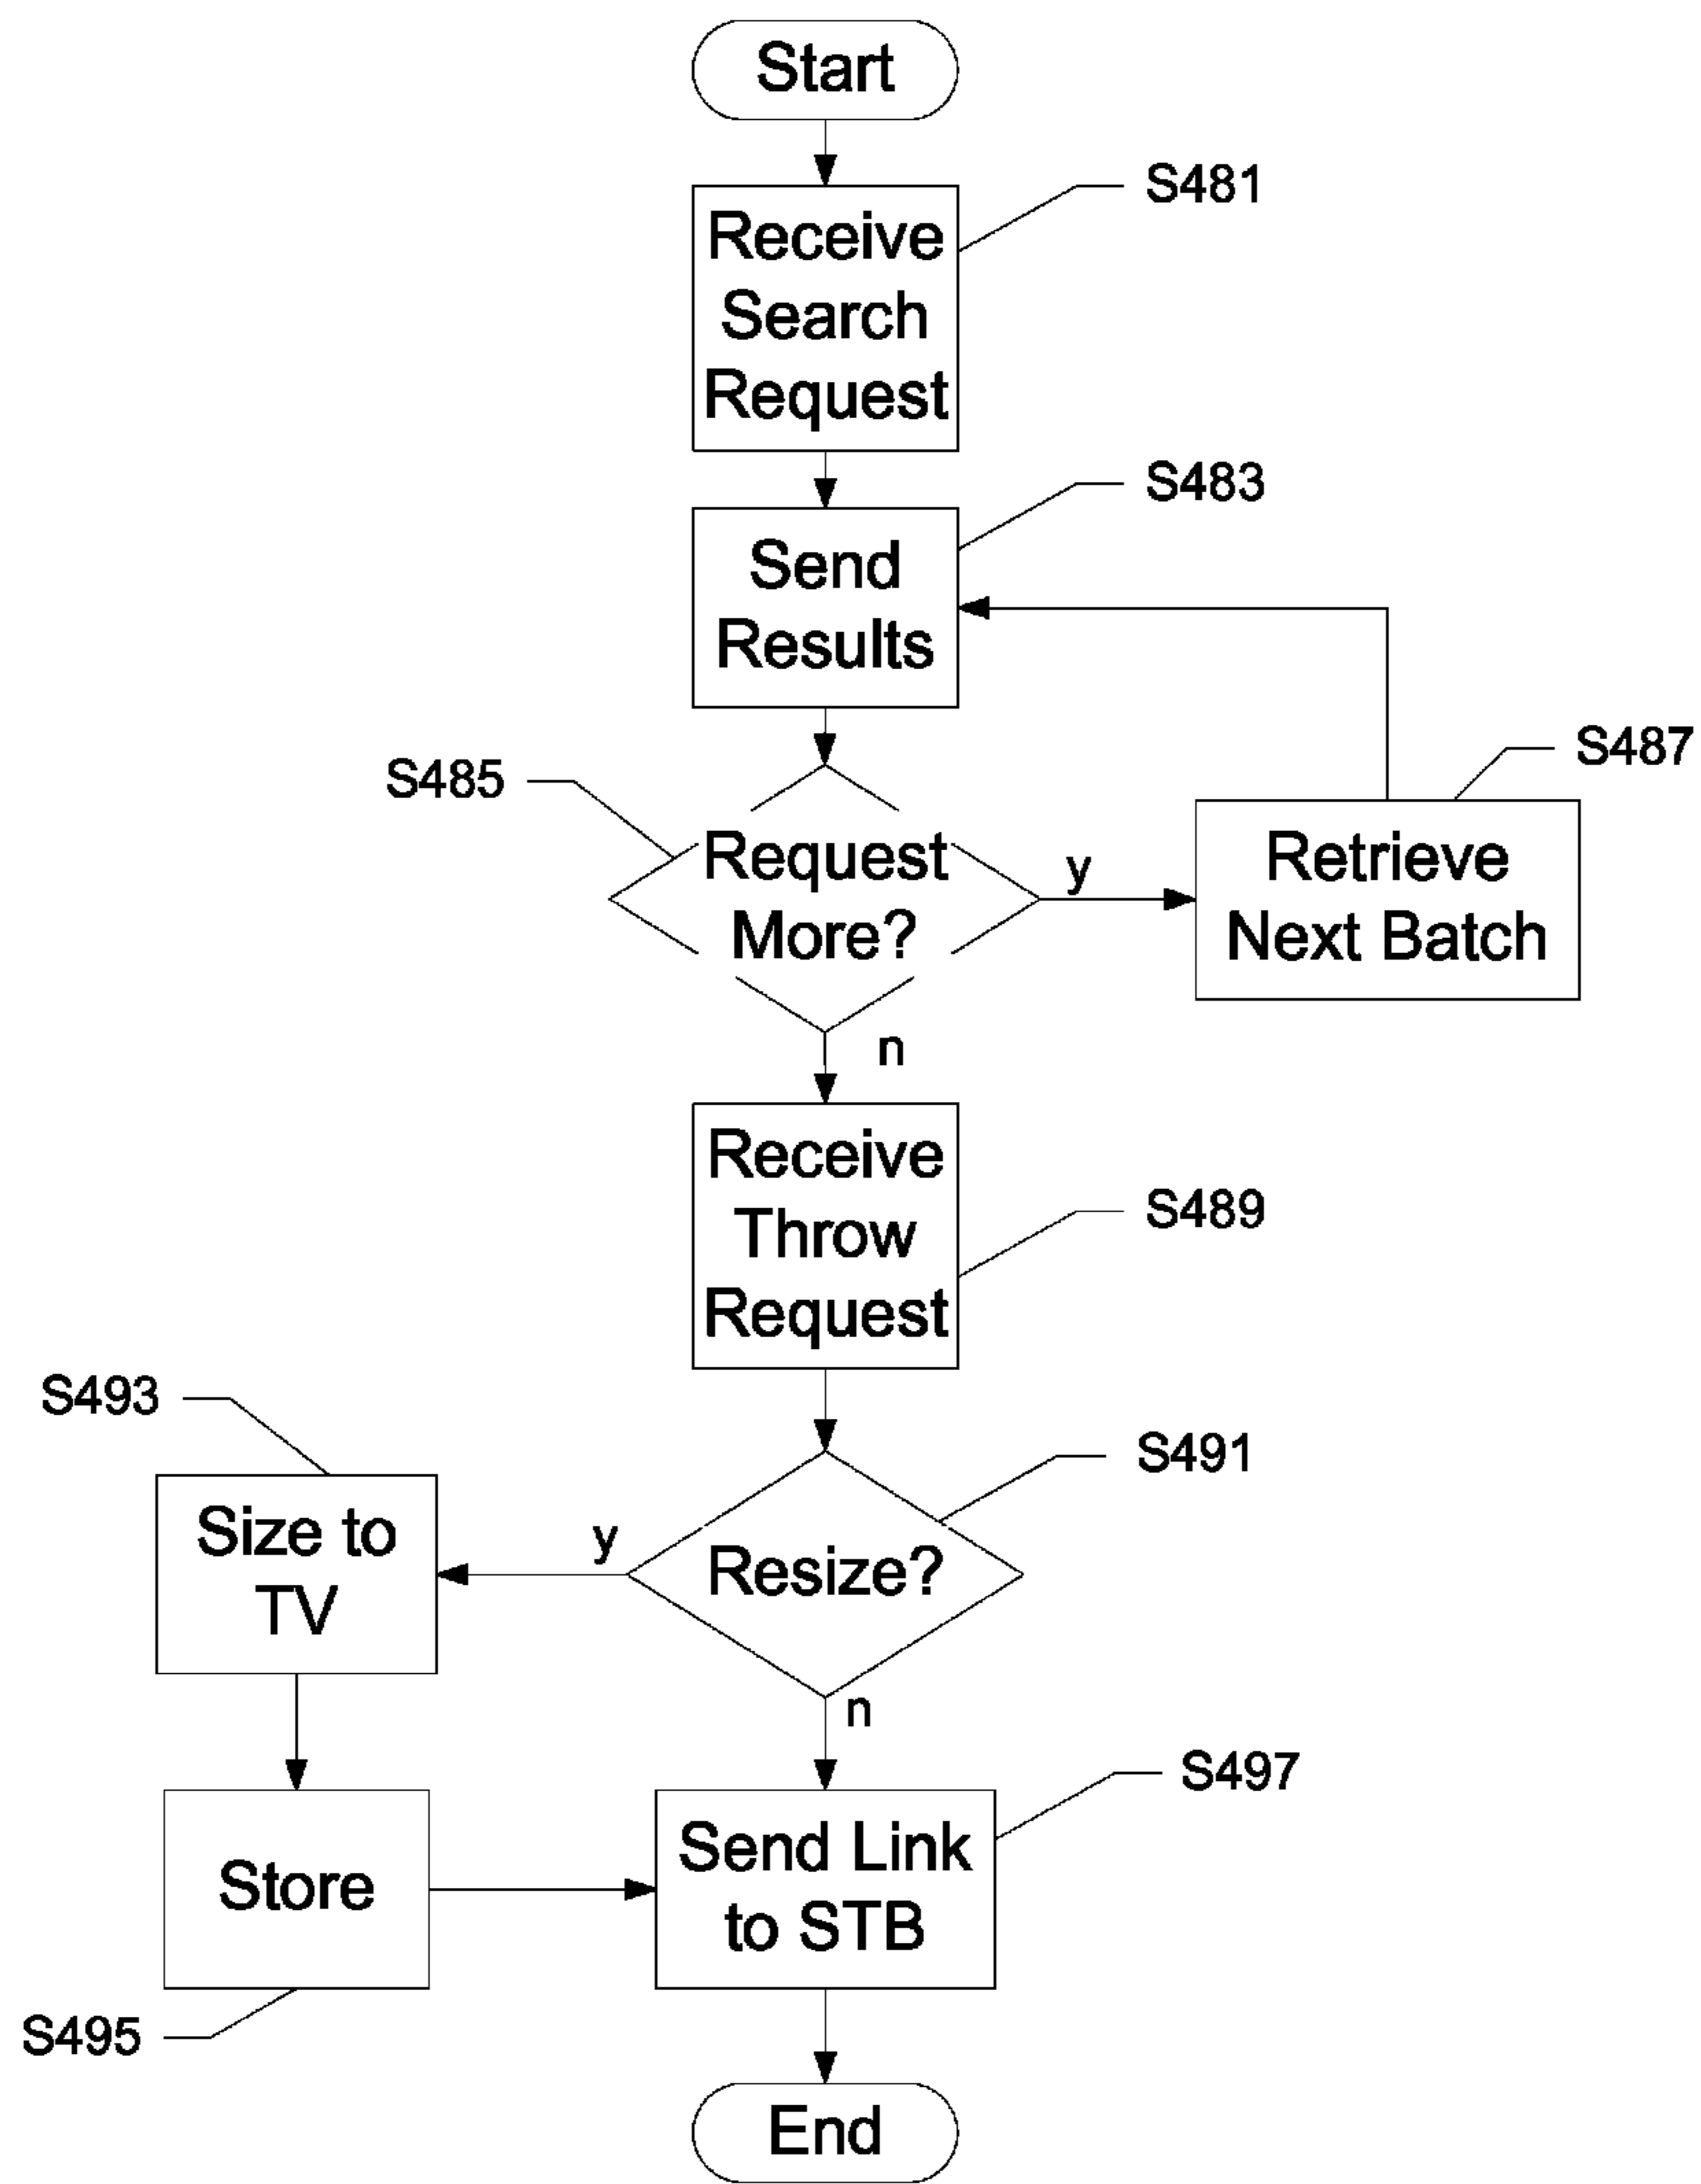 Start
S481
Receive
Search
Request
S483
Send
Results
S485
Request
More?
y
S487
Retrieve
Next Batch
n
Receive
Throw
Request
S489
S493
Size to
TV
y
S491
Resize?
n
S497
Store
Send Link
to STB
S495
End